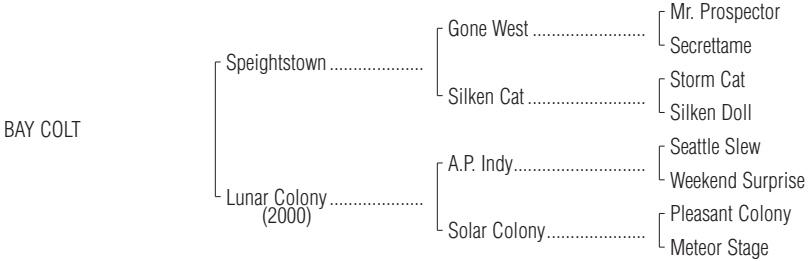 Mr. Prospector
Gone West ........................
Secrettame
Speightstown ....................
Storm Cat
Silken Cat .........................
Silken Doll
BAY COLT
Seattle Slew
A.P. Indy............................
Weekend Surprise
Lunar Colony ....................
(2000)
Pleasant Colony
Solar Colony.....................
Meteor Stage